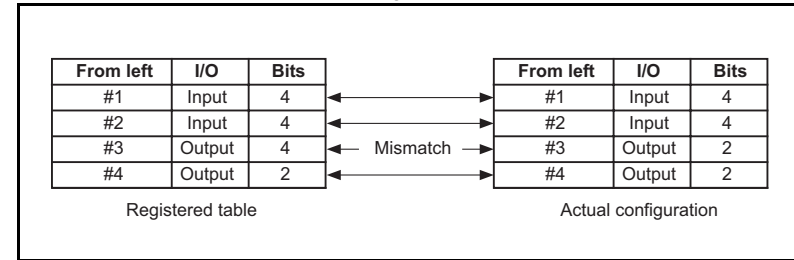 From left I/O Bits From left I/O Bits
#1 Input 4 #1 Input 4
#2 Input 4 #2 Input 4
#3 Output 4 Mismatch #3 Output 2
#4 Output 2 #4 Output 2
Registered table Actual configuration